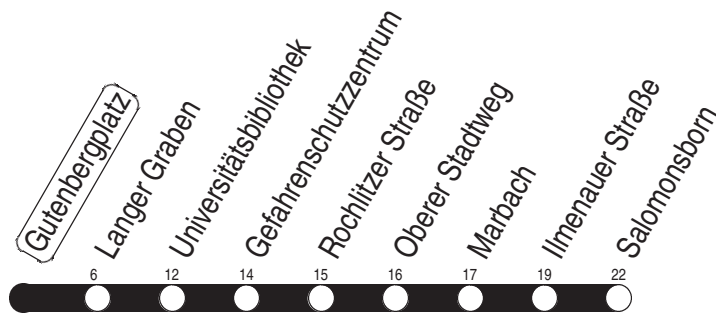 Gutenbergplatz
Langer Graben
Universitätsbibliothek
Gefahrenschutzzentrum
Rochlitzer Straße
Oberer Stadtweg
Marbach
Ilmenauer Straße
Salomonsborn
6 12 14 15 16 17 19 22